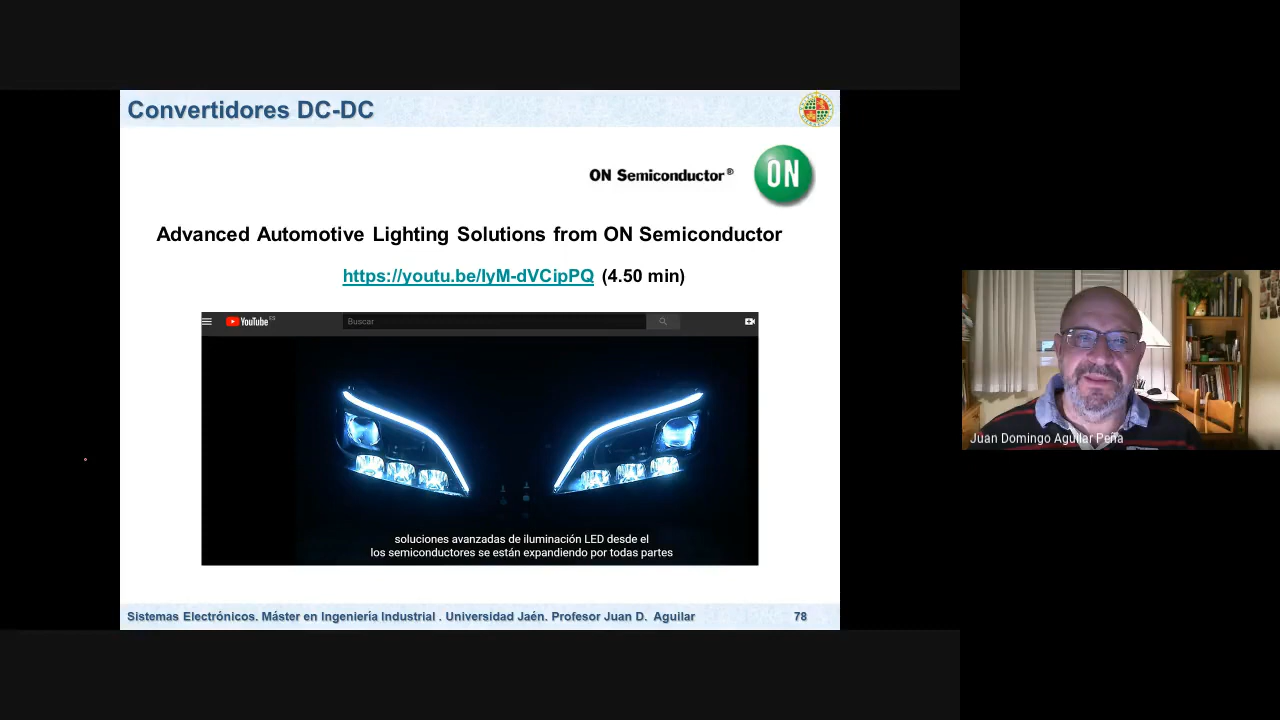 Convertidores DC-DC
ON Semiconductor®
ON
Advanced Automotive Lighting Solutions from ON Semiconductor
https://youtu.be/IyM-dVCipPQ (4.50 min)
YouTube ES
Buscar
soluciones avanzadas de iluminación LED desde el
los semiconductores se están expandiendo por todas partes
Juan Domingo Aguilar Peña
Sistemas Electrónicos. Máster en Ingeniería Industrial . Universidad Jaén. Profesor Juan D. Aguilar
78